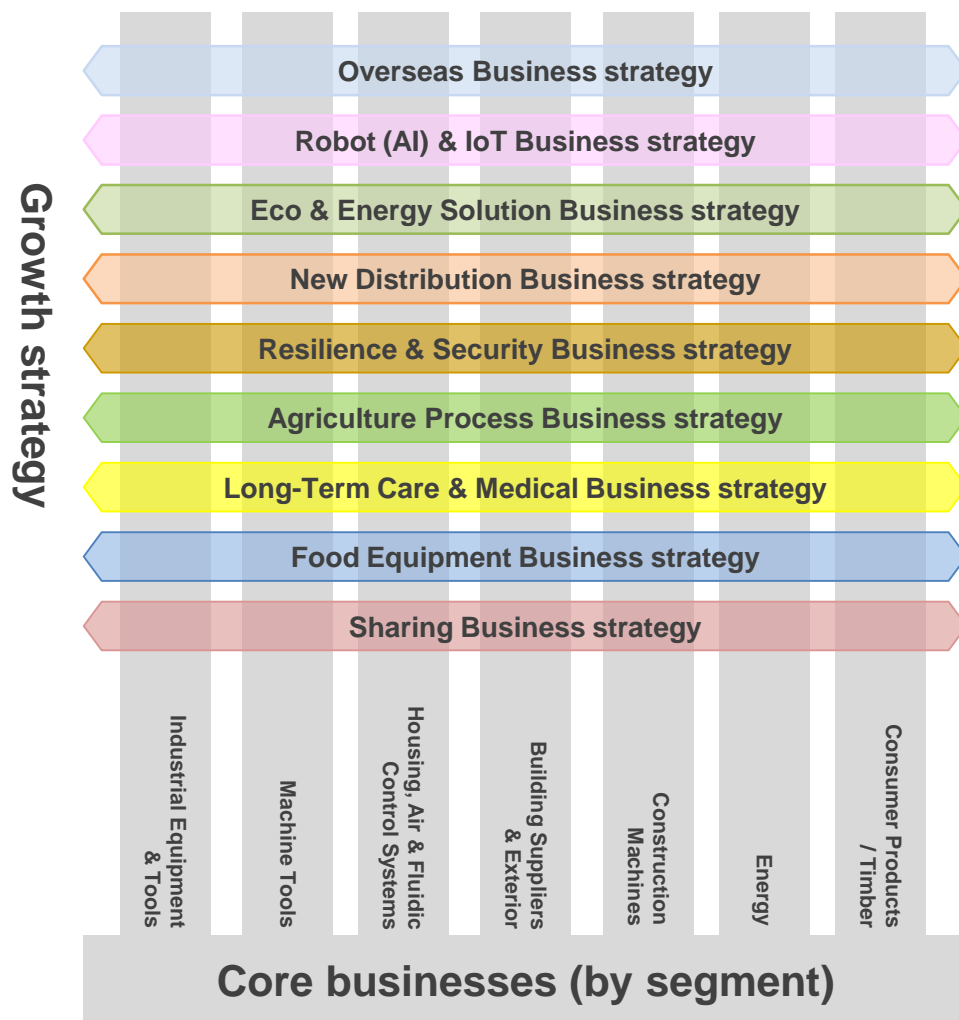 Growth strategy
Overseas Business strategy
Robot (AI) & IoT Business strategy
Eco & Energy Solution Business strategy
New Distribution Business strategy
Resilience & Security Business strategy
Agriculture Process Business strategy
Long-Term Care & Medical Business strategy
Food Equipment Business strategy
Sharing Business strategy
Industrial Equipment
& Tools
Machine Tools
Housing, Air & Fluidic
Control Systems
Building Suppliers
& Exterior
Construction
Machines
Energy
Consumer Products
/ Timber
Core businesses (by segment)